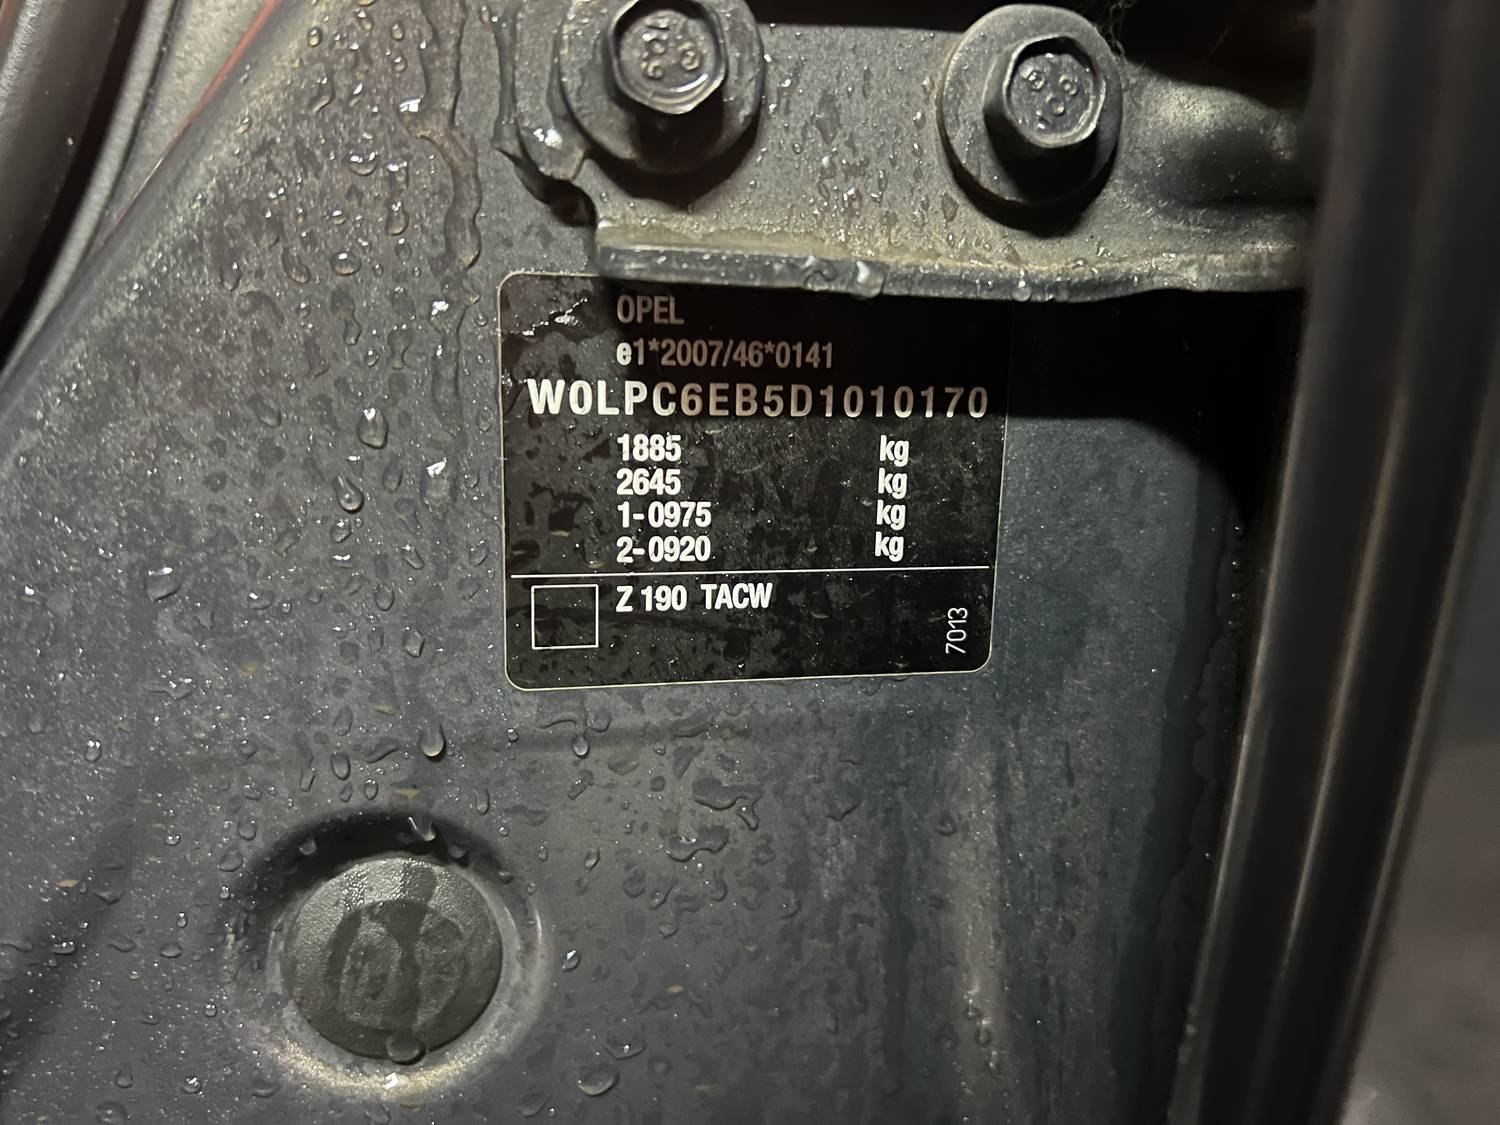 OPEL
e1*2007/46*0141
W0LPC6EB5D1010170
1885 kg
2645 kg
1-0975 kg
2-0920 kg
Z 190 TACW
7013